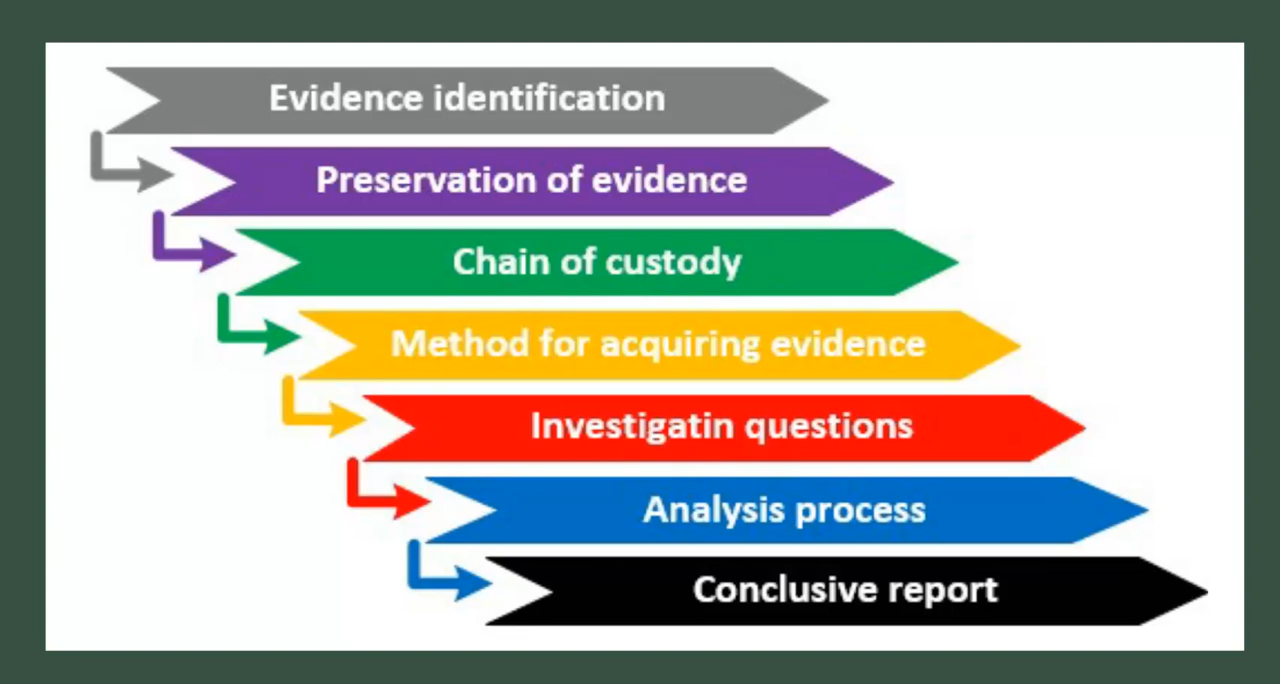 Evidence identification
Preservation of evidence
Chain of custody
Method for acquiring evidence
Investigatin questions
Analysis process
Conclusive report